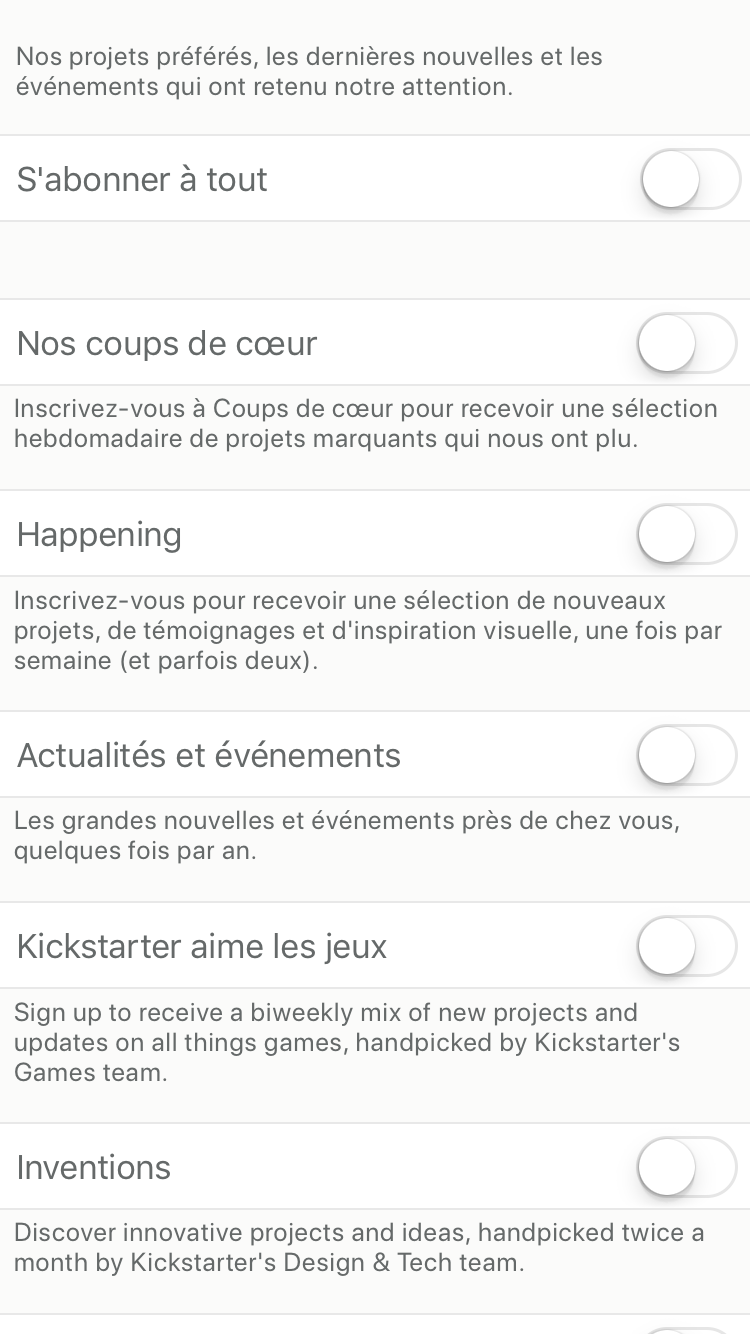 Nos projets préférés, les dernières nouvelles et les
événements qui ont retenu notre attention.
S'abonner à tout
Nos coups de cœur
Inscrivez-vous à Coups de cœur pour recevoir une sélection
hebdomadaire de projets marquants qui nous ont plu.
Happening
Inscrivez-vous pour recevoir une sélection de nouveaux
projets, de témoignages et d'inspiration visuelle, une fois par
semaine (et parfois deux).
Actualités et événements
Les grandes nouvelles et événements près de chez vous,
quelques fois par an.
Kickstarter aime les jeux
Sign up to receive a biweekly mix of new projects and
updates on all things games, handpicked by Kickstarter's
Games team.
Inventions
Discover innovative projects and ideas, handpicked twice a
month by Kickstarter's Design & Tech team.